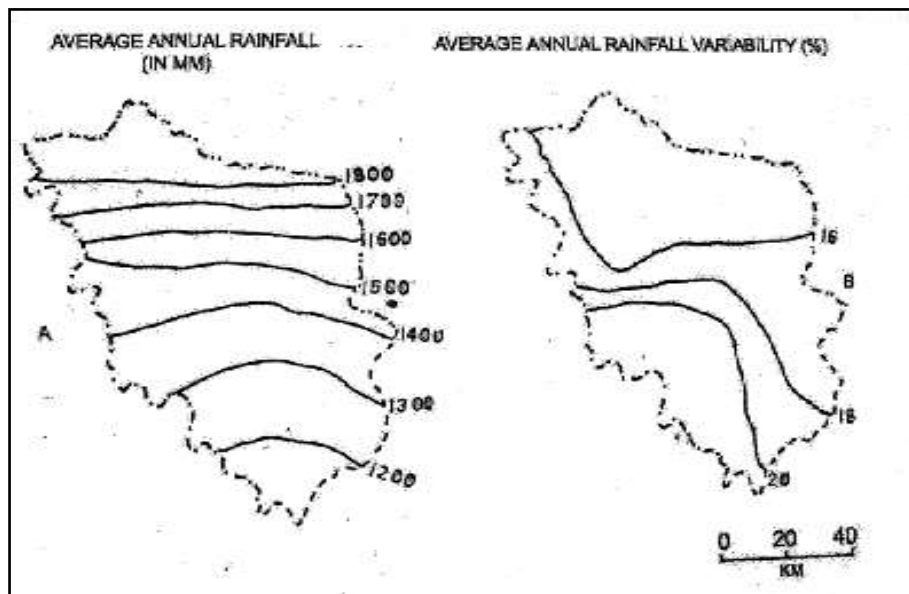 AVERAGE ANNUAL RAINFALL
(IN MM)
AVERAGE ANNUAL RAINFALL VARIABILITY (%)
1800
1700
1600
1500
1400
1300
1200
A
16
B
18
20
0 20 40
KM